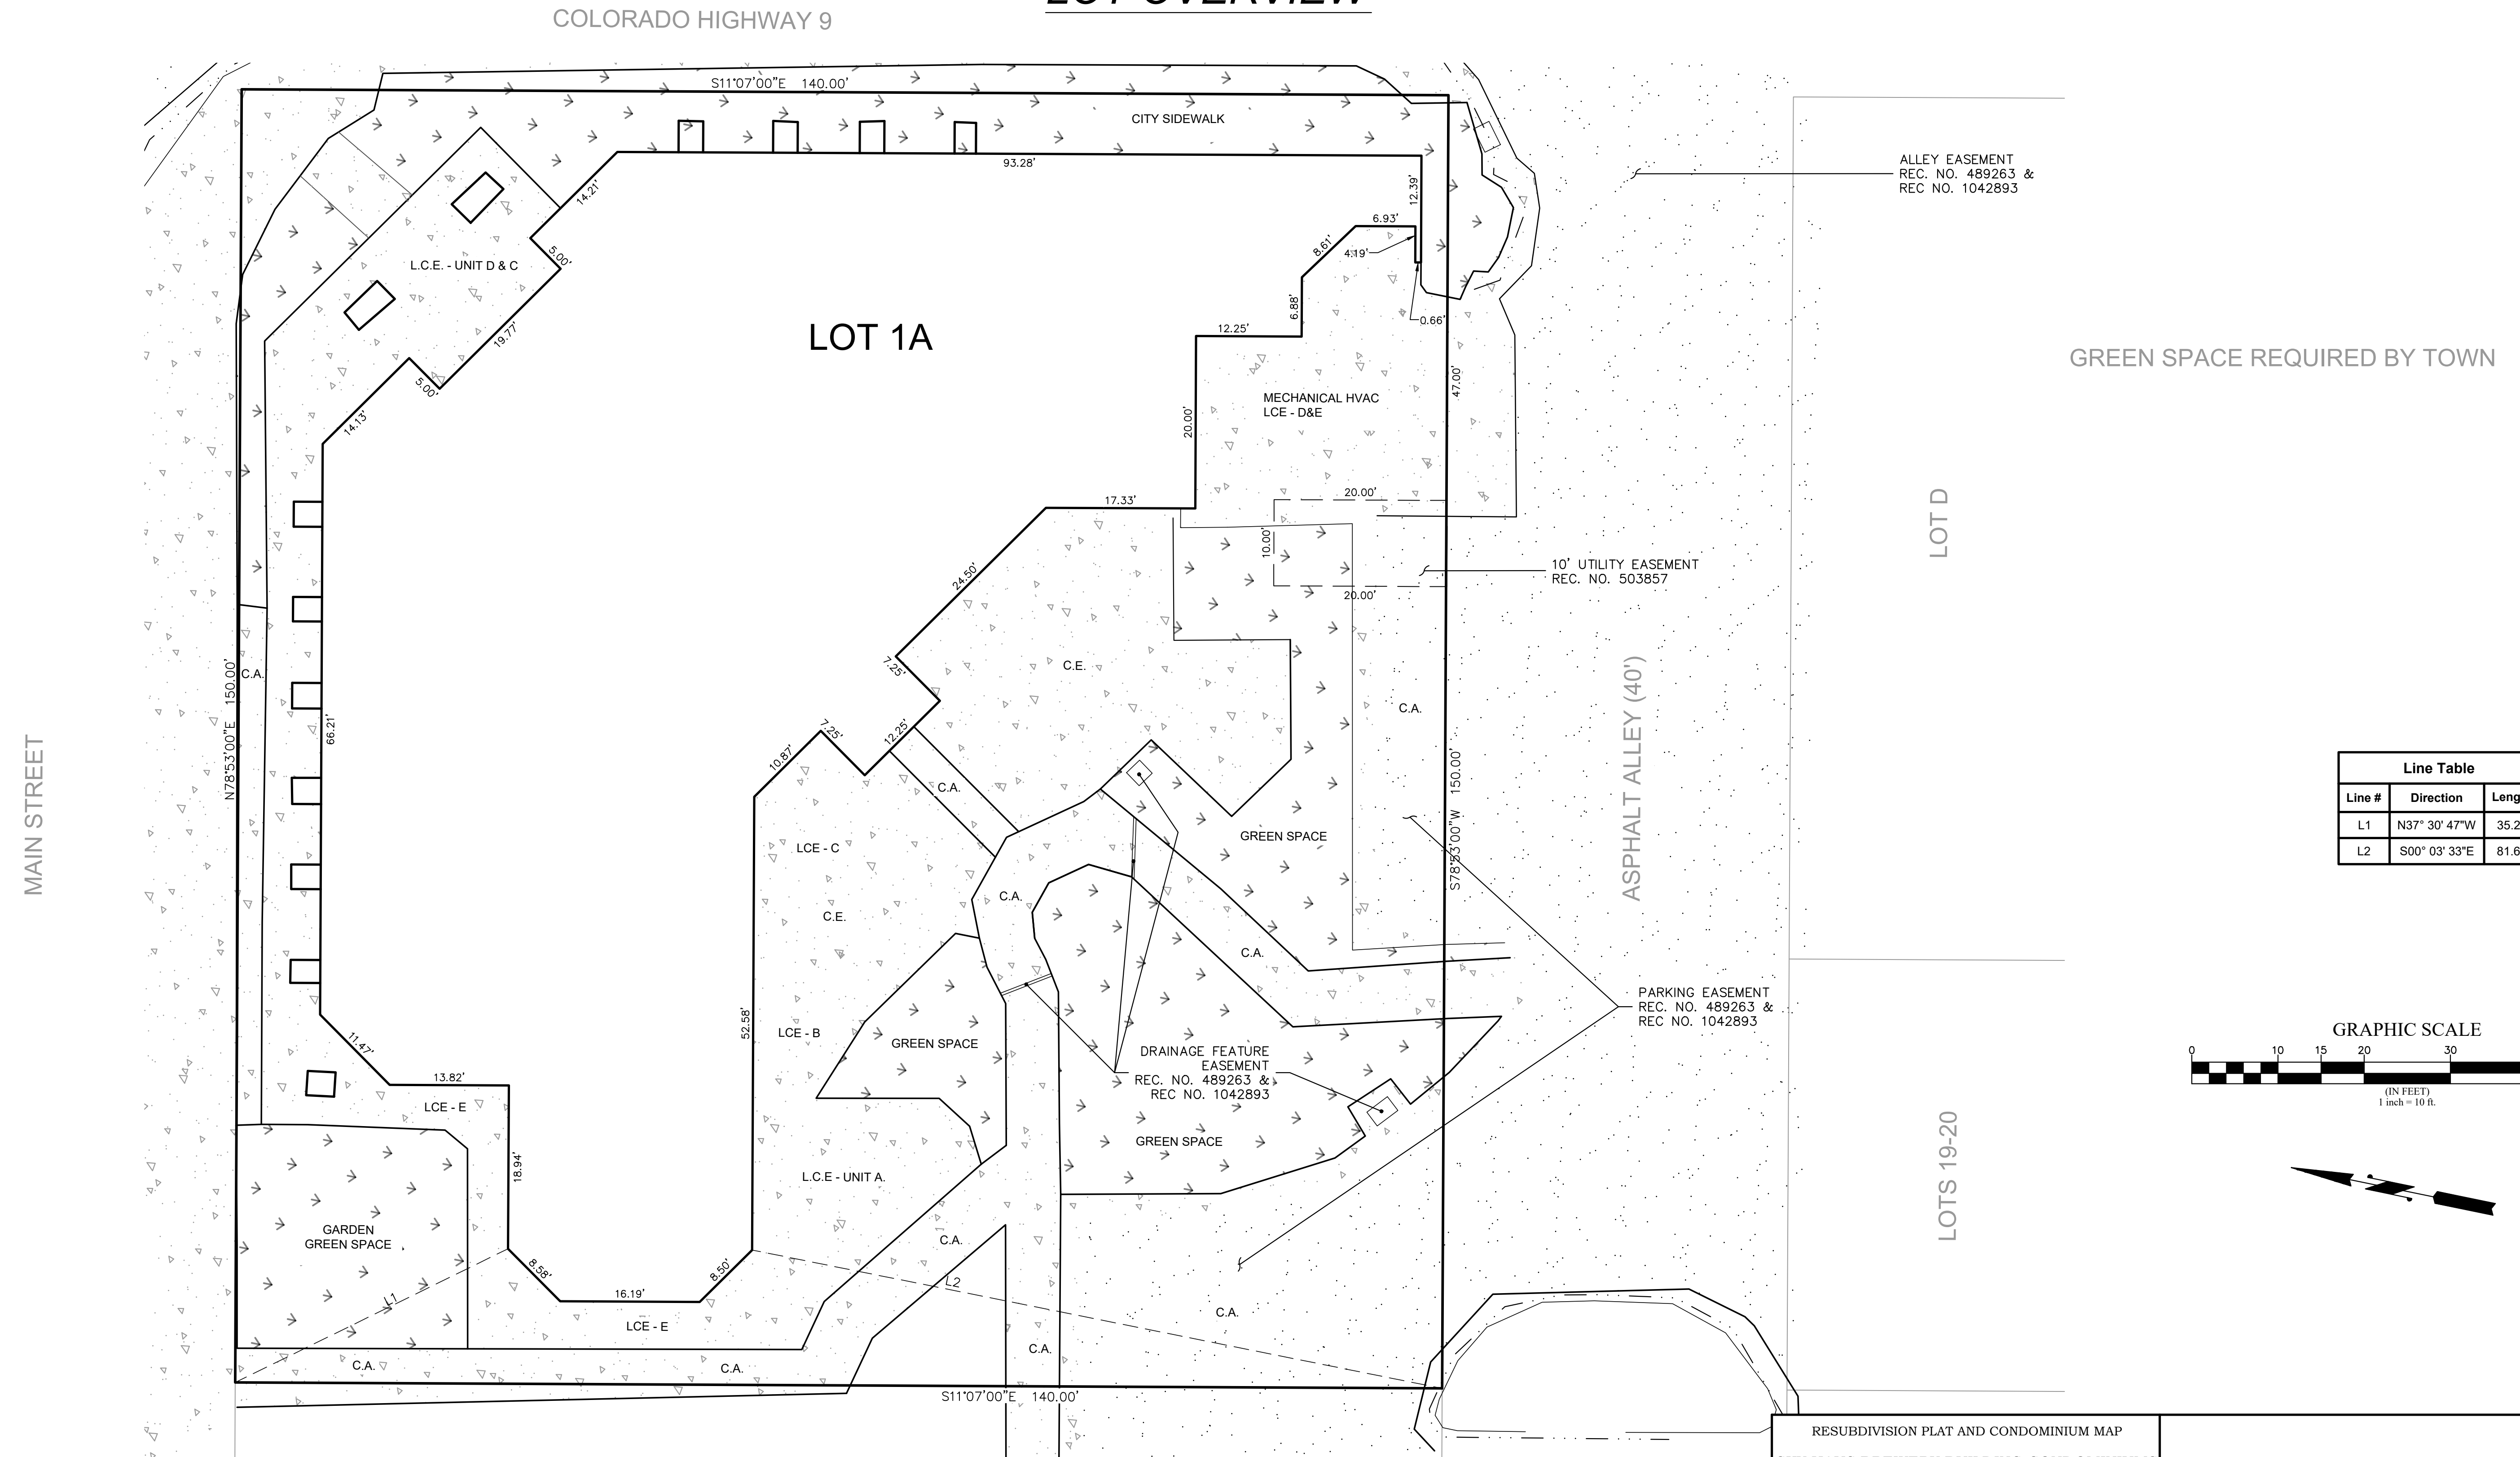 LOT OVERVIEW
COLORADO HIGHWAY 9
S11°07'00"E 140.00'
CITY SIDEWALK
93.28'
14.21'
5.00'
L.C.E. - UNIT D & C
19.77'
5.00'
14.13'
LOT 1A
12.39'
6.93'
8.61'
4.19'
6.88'
0.66'
12.25'
MECHANICAL HVAC
LCE - D&E
47.00'
20.00'
17.33'
20.00'
10.00'
20.00'
ALLEY EASEMENT
REC. NO. 489263 &
REC NO. 1042893
GREEN SPACE REQUIRED BY TOWN
LOT D
10' UTILITY EASEMENT
REC. NO. 503857
24.50'
7.25'
C.E.
C.A.
12.25'
7.25'
10.87'
C.A.
N78°53'00"E 150.00'
66.21'
MAIN STREET
C.A.
LCE - C
C.E.
C.A.
GREEN SPACE
S78°53'00"W 150.00'
ASPHALT ALLEY (40')
C.A.
Line Table
Line #
Direction
L1
N37° 30' 47"W
L2
S00° 03' 33"E
PARKING EASEMENT
REC. NO. 489263 &
REC NO. 1042893
52.58'
LCE - B
GREEN SPACE
DRAINAGE FEATURE
EASEMENT
REC. NO. 489263 &
REC NO. 1042893
GREEN SPACE
11.47'
13.82'
LCE - E
18.94'
L.C.E - UNIT A.
GARDEN
GREEN SPACE
L1
8.58'
16.19'
8.50'
LCE - E
C.A.
L2
C.A.
C.A.
C.A.
C.A.
S11°07'00"E 140.00'
LOTS 19-20
GRAPHIC SCALE
0 10 15 20 30
(IN FEET)
1 inch = 10 ft.
RESUBDIVISION PLAT AND CONDOMINIUM MAP